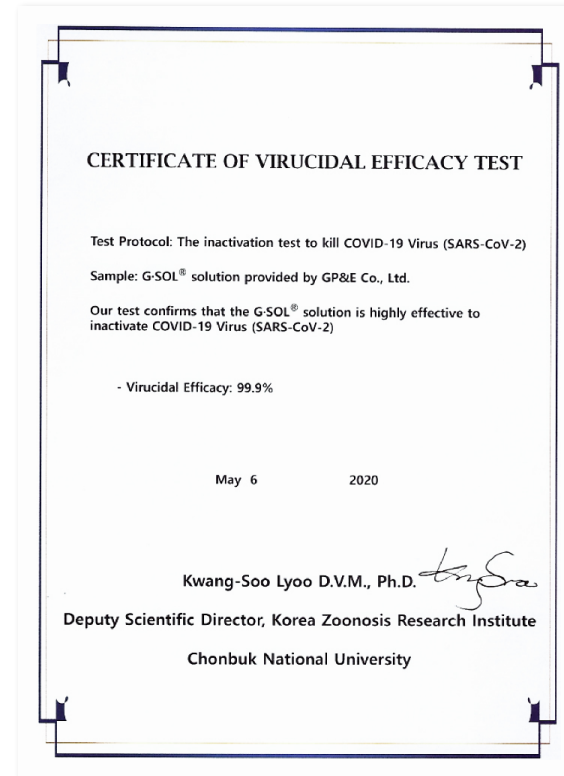 CERTIFICATE OF VIRUCIDAL EFFICACY TEST
Test Protocol: The inactivation test to kill COVID-19 Virus (SARS-CoV-2)
Sample: G·SOL® solution provided by GP&E Co., Ltd.
Our test confirms that the G·SOL® solution is highly effective to
inactivate COVID-19 Virus (SARS-CoV-2)
- Virucidal Efficacy: 99.9%
May 6 2020
Kwang-Soo Lyoo D.V.M., Ph.D.
Deputy Scientific Director, Korea Zoonosis Research Institute
Chonbuk National University